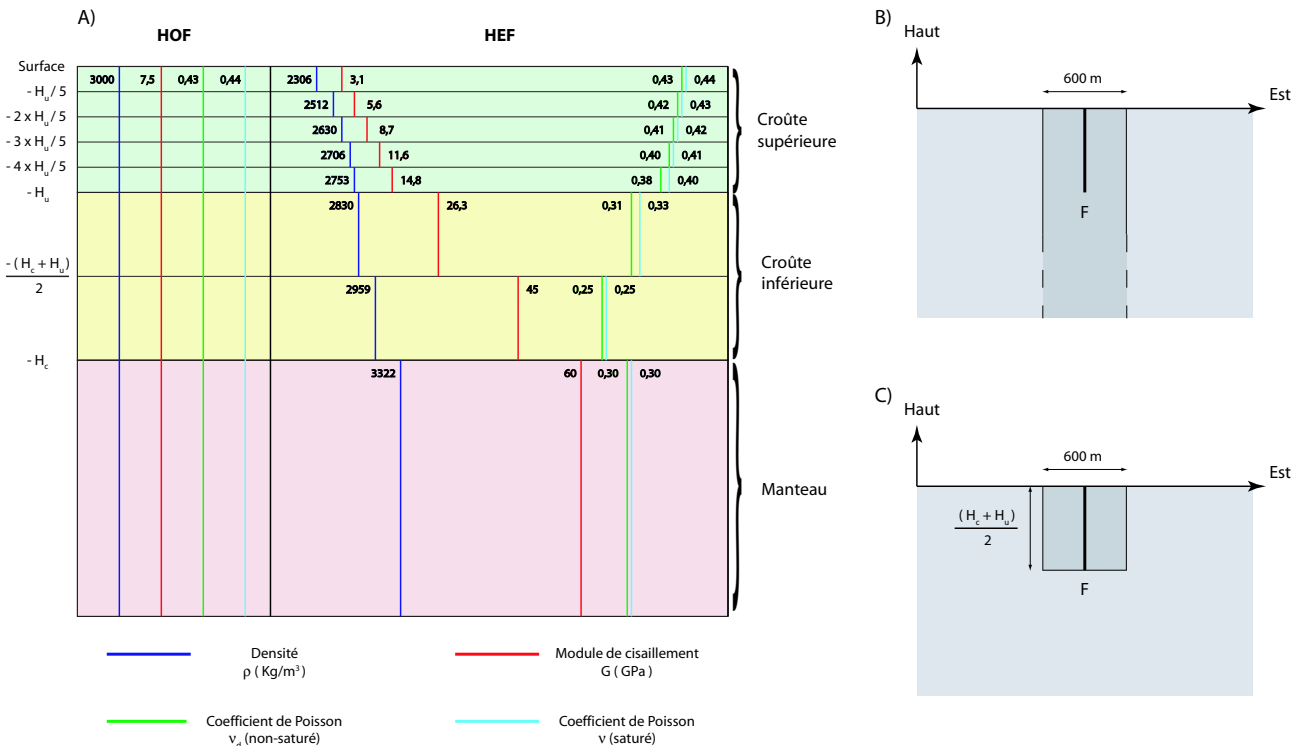 A)
HOF
HEF
Surface
3000 7,5 0,43 0,44 2306 3,1 0,43 0,44
- H_u / 5
2512 5,6 0,42 0,43
- 2 x H_u / 5
2630 8,7 0,41 0,42
- 3 x H_u / 5
2706 11,6 0,40 0,41
- 4 x H_u / 5
2753 14,8 0,38 0,40
- H_u
Croûte
supérieure
2830 26,3 0,31 0,33
- ( H_c + H_u )
2
2959 45 0,25 0,25
Croûte
inférieure
- H_c
3322 60 0,30 0,30
Manteau
Densité
ρ ( Kg/m³ )
Module de cisaillement
G ( GPa )
Coefficient de Poisson
ν_d (non-saturé)
Coefficient de Poisson
ν (saturé)
B)
Haut
600 m
Est
F
C)
Haut
600 m
Est
( H_c + H_u )
2
F